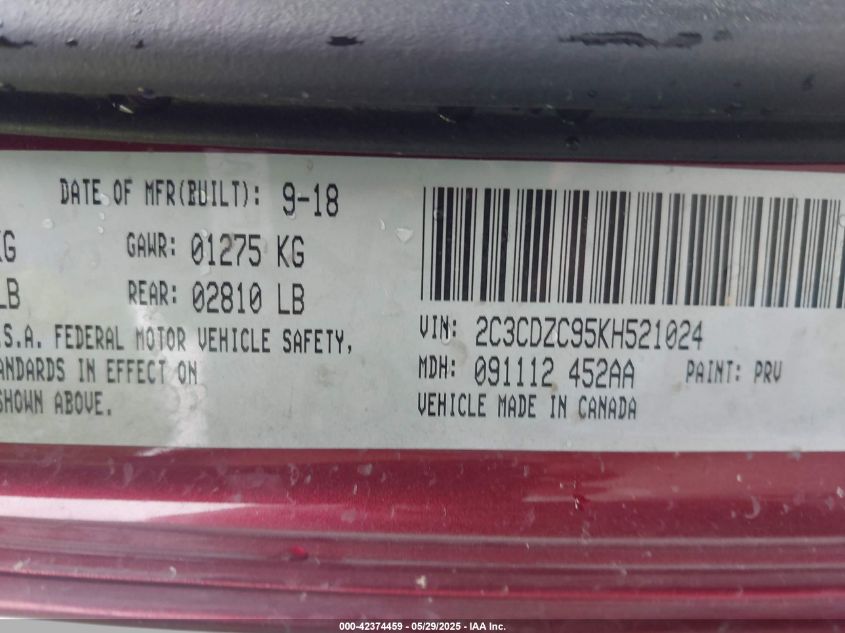 DATE OF MFR(BUILT): 9-18
KG GAWR: 01275 KG
LB REAR: 02810 LB
.S.A. FEDERAL MOTOR VEHICLE SAFETY,
ANDARDS IN EFFECT ON
SHOWN ABOVE.
VIN: 2C3CDZC95KH521024
MDH: 091112 452AA PAINT: PRV
VEHICLE MADE IN CANADA
000-42374459 - 05/29/2025 - IAA Inc.